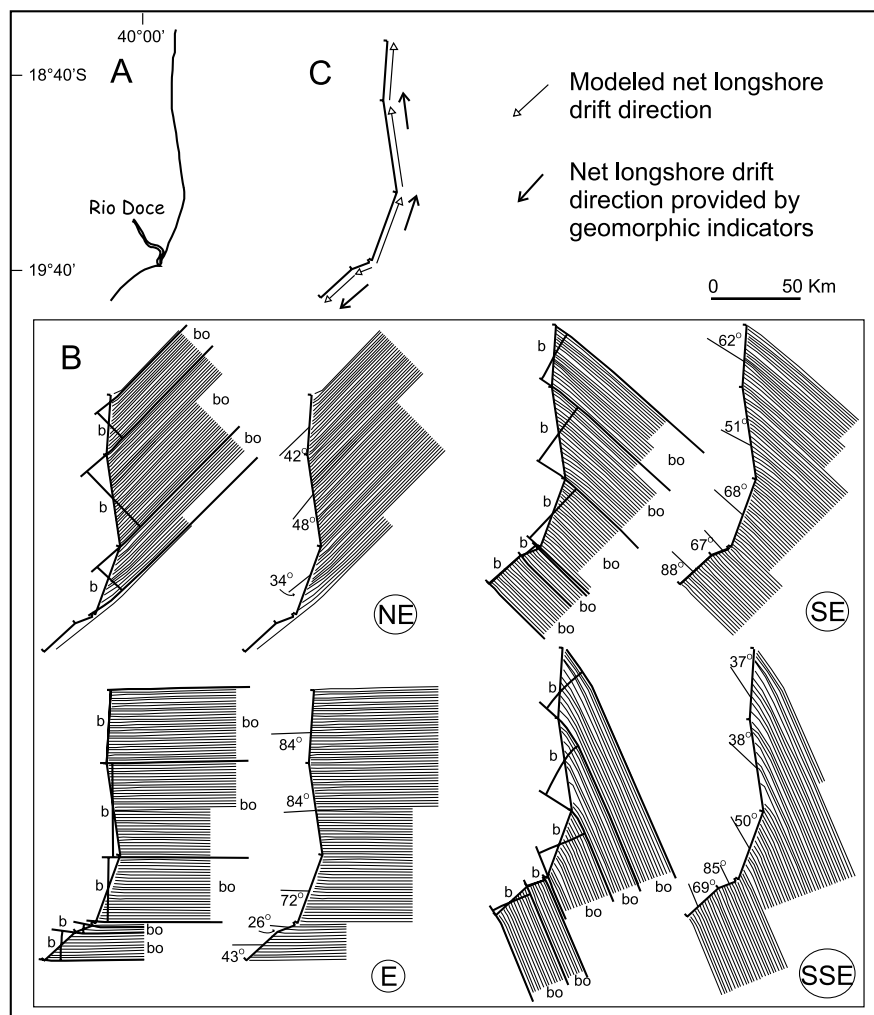 40°00'
18°40'S
A
C
Modeled net longshore
drift direction
Rio Doce
Net longshore drift
direction provided by
geomorphic indicators
19°40'
0 50 Km
B
bo
bo
bo
b
b
b
42°
48°
34°
NE
b
b
b
b
b
bo
bo
bo
bo
62°
51°
68°
67°
88°
SE
b
b
b
b
b
bo
bo
bo
bo
bo
84°
84°
72°
26°
43°
E
b
b
b
b
b
bo
bo
bo
bo
37°
38°
50°
85°
69°
SSE